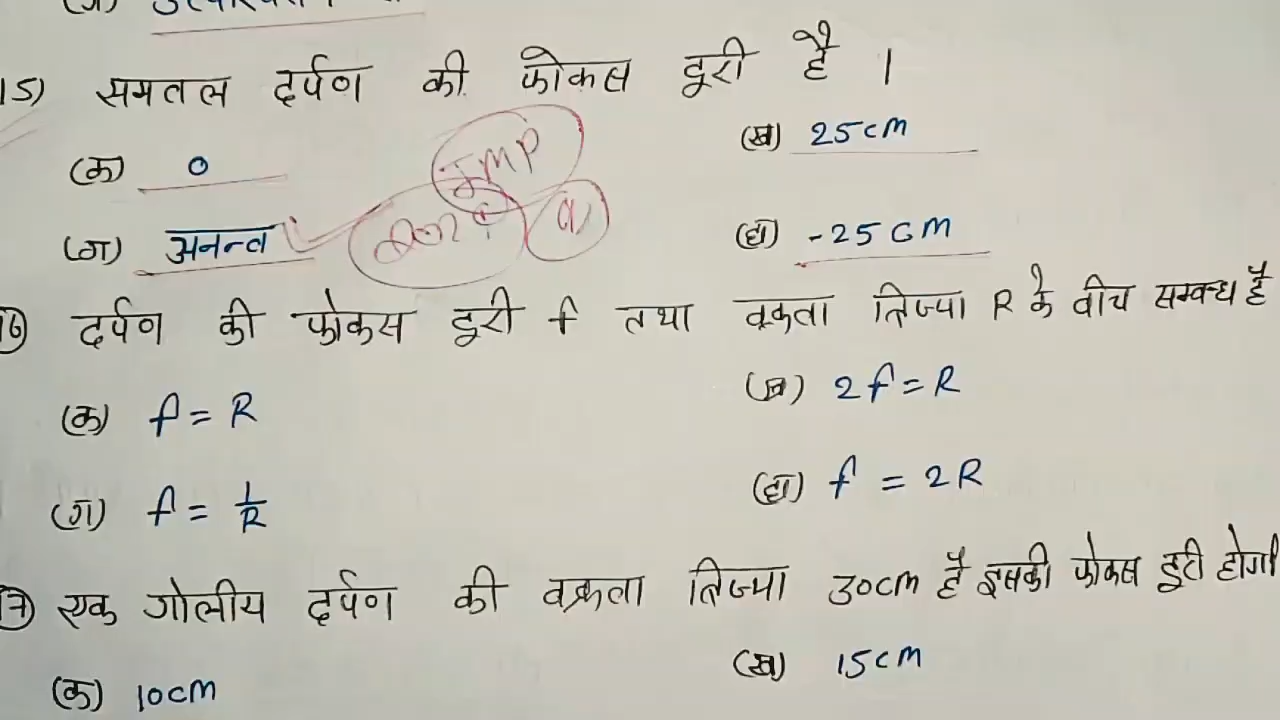 15) समतल दर्पण की फोकस दूरी है ।
(क) 0
(ख) 25cm
IMP
(ग) अनन्त
(घ) -25cm
16) दर्पण की फोकस दूरी f तथा वक्रता त्रिज्या R के बीच सम्बन्ध है
(क) f = R
(ख) 2f = R
(ग) f = 1/R
(घ) f = 2R
17) एक गोलीय दर्पण की वक्रता त्रिज्या 30cm है इसकी फोकस दूरी होगी
(क) 10cm
(ख) 15cm